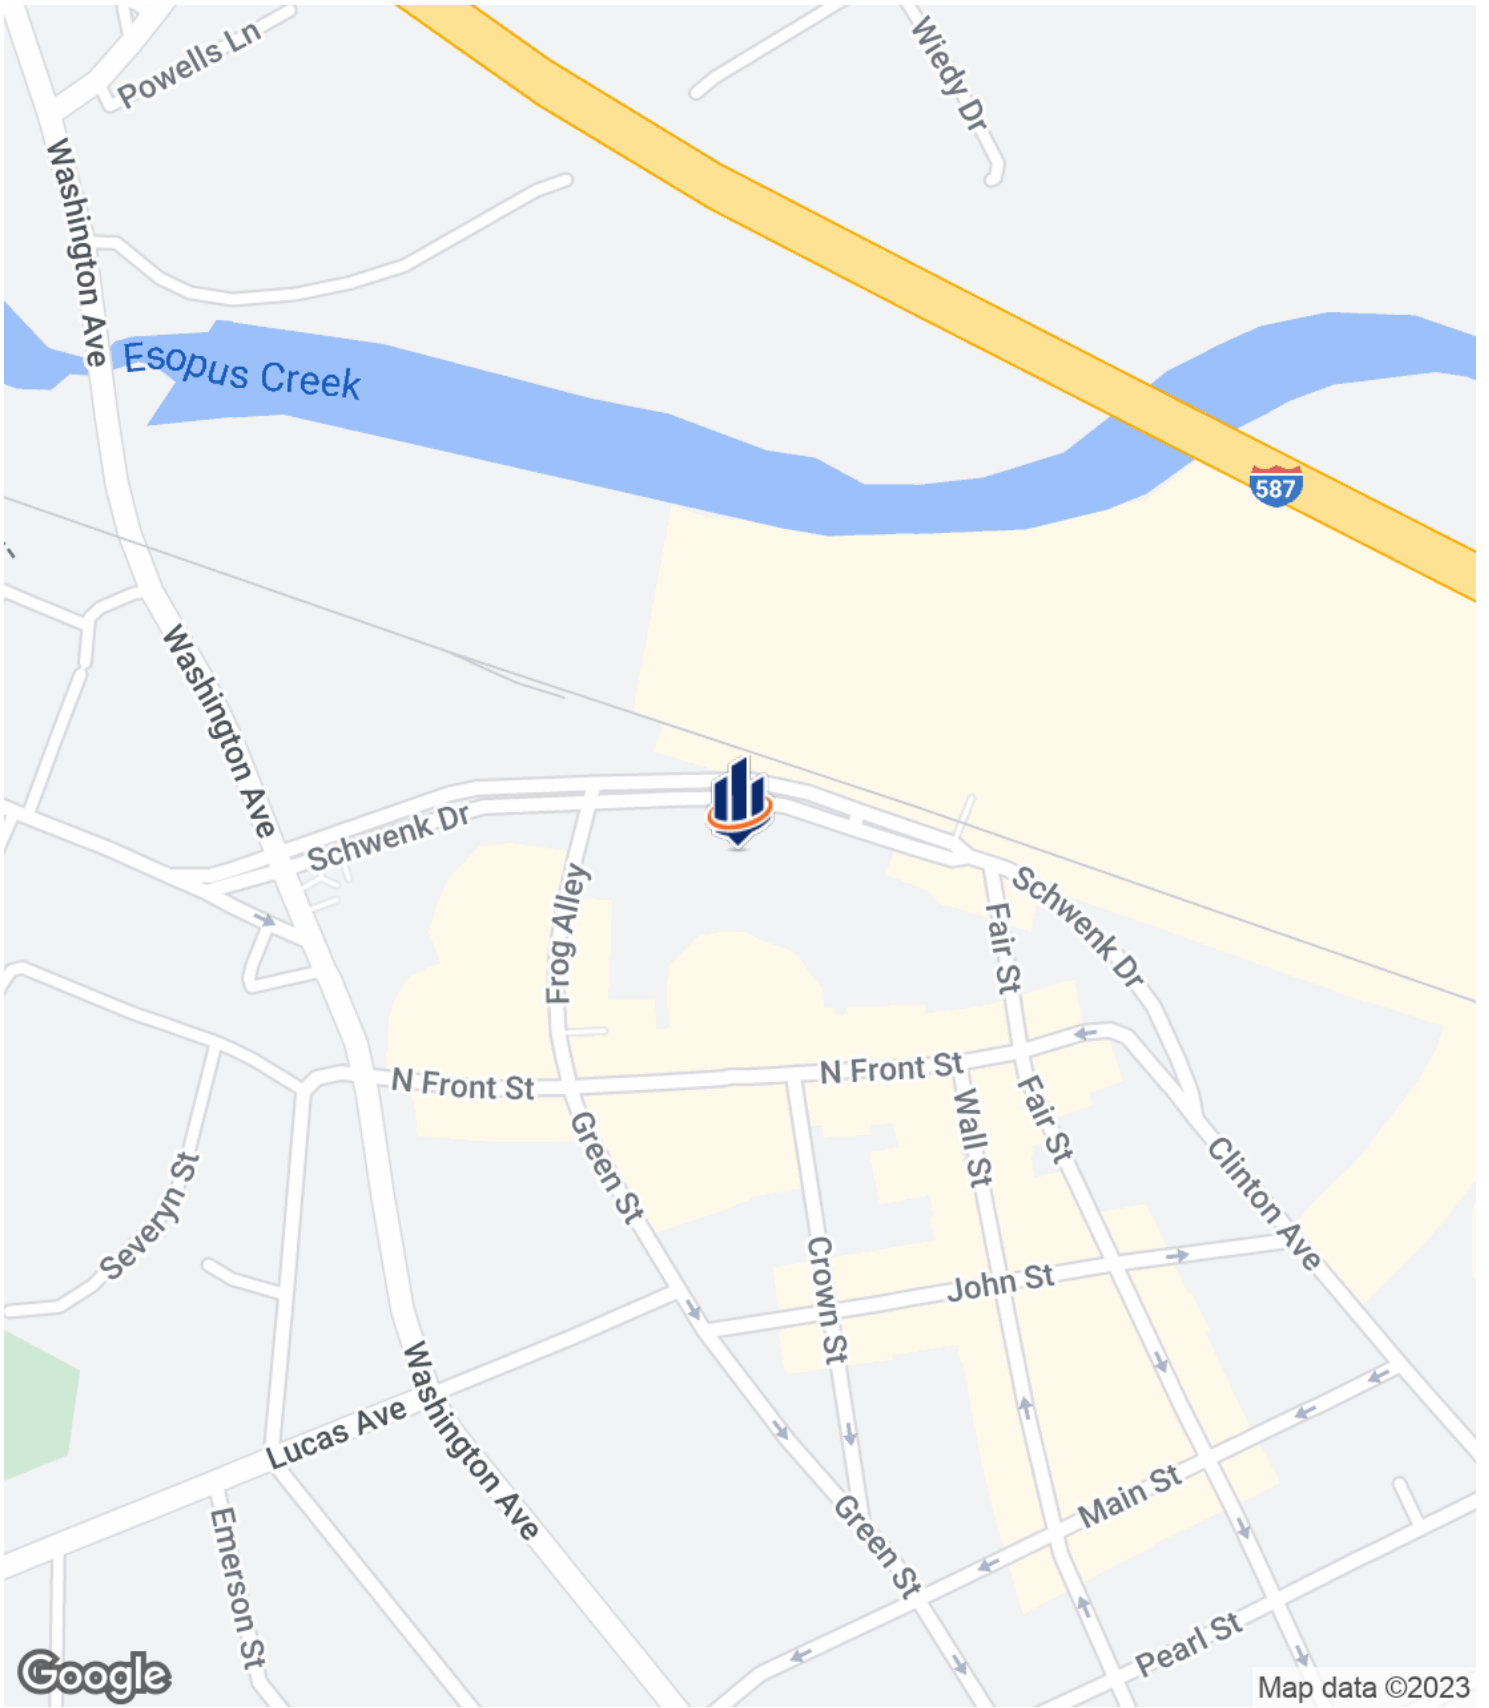 Powells Ln
Wiedy Dr
Washington Ave
Esopus Creek
587
Washington Ave
Schwenk Dr
Frog Alley
Schwenk Dr
Fair St
N Front St
N Front St
Fair St
Wall St
Green St
Clinton Ave
Severyn St
Crown St
John St
Washington Ave
Lucas Ave
Main St
Green St
Emerson St
Pearl St
Google
Map data ©2023